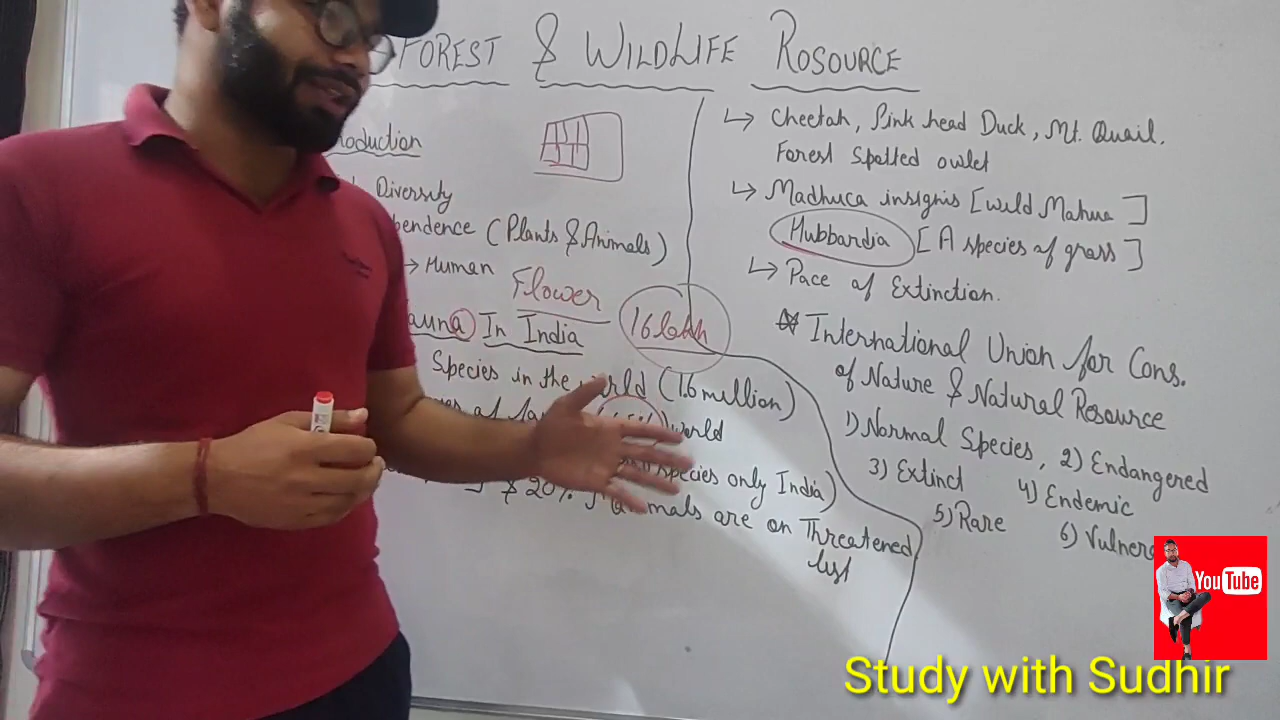 FOREST & WILDLIFE ROSOURCE
Diversity
(Plants & Animals)
→ Human
Flower
In India
16 lakh
Species in the world (1.6 million)
world
species only India)
& 20% Mammals are on Threatened
list
↳ Cheetah, Pink head Duck, Mt. Quail.
Forest Spotted owlet
↳ Madhuca insignis [wild Mahua]
Hubbardia [A species of grass]
↳ Pace of Extinction.
International Union for Cons.
of Nature & Natural Resource
1) Normal Species, 2) Endangered
3) Extinct 4) Endemic
5) Rare 6)
YouTube
Study with Sudhir